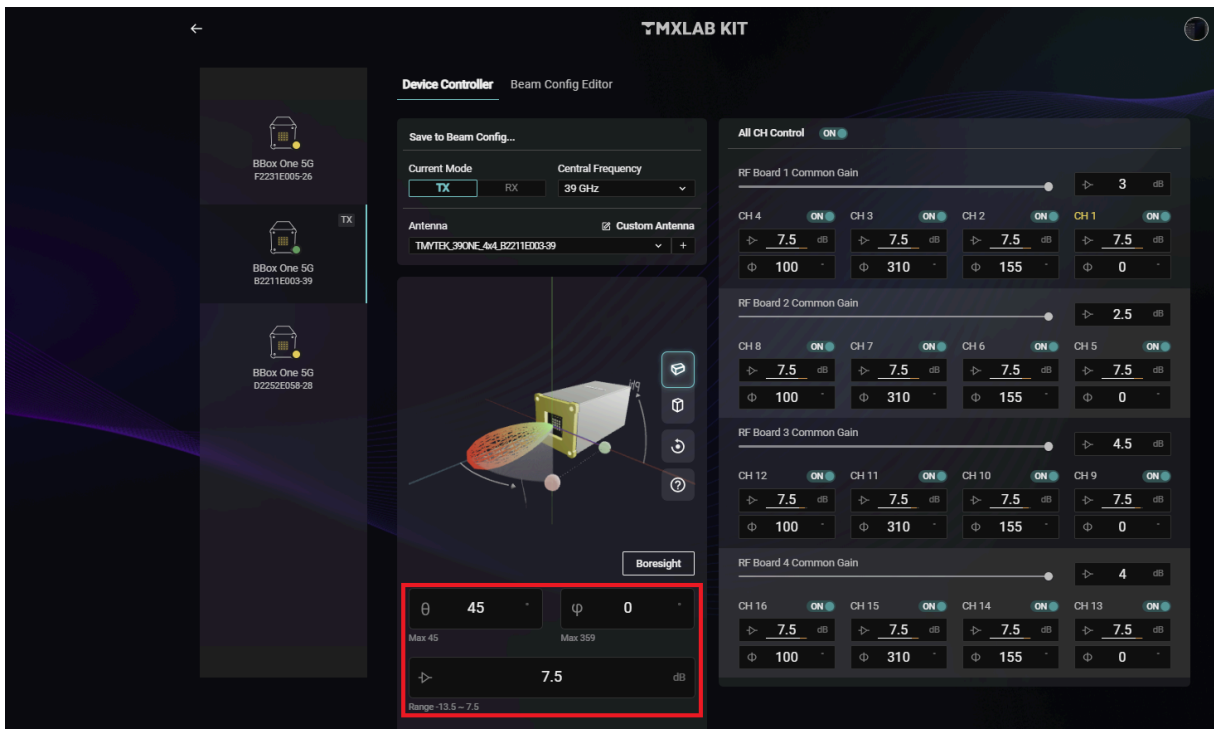 TMXLAB KIT
BBox One 5G
F2231E005-26
TX
BBox One 5G
B2211E003-39
BBox One 5G
D2252E058-28
Device Controller Beam Config Editor
Save to Beam Config...
Current Mode Central Frequency
TX RX 39 GHz
Antenna Custom Antenna
TMYTEK_39ONE_4x4_B2211E003-39 +
Boresight
θ 45 ° φ 0 °
Max 45 Max 359
7.5 dB
Range -13.5 ~ 7.5
All CH Control ON
RF Board 1 Common Gain
3 dB
CH 4 ON CH 3 ON CH 2 ON CH 1 ON
7.5 dB 7.5 dB 7.5 dB 7.5 dB
Φ 100 ° Φ 310 ° Φ 155 ° Φ 0 °
RF Board 2 Common Gain
2.5 dB
CH 8 ON CH 7 ON CH 6 ON CH 5 ON
7.5 dB 7.5 dB 7.5 dB 7.5 dB
Φ 100 ° Φ 310 ° Φ 155 ° Φ 0 °
RF Board 3 Common Gain
4.5 dB
CH 12 ON CH 11 ON CH 10 ON CH 9 ON
7.5 dB 7.5 dB 7.5 dB 7.5 dB
Φ 100 ° Φ 310 ° Φ 155 ° Φ 0 °
RF Board 4 Common Gain
4 dB
CH 16 ON CH 15 ON CH 14 ON CH 13 ON
7.5 dB 7.5 dB 7.5 dB 7.5 dB
Φ 100 ° Φ 310 ° Φ 155 ° Φ 0 °